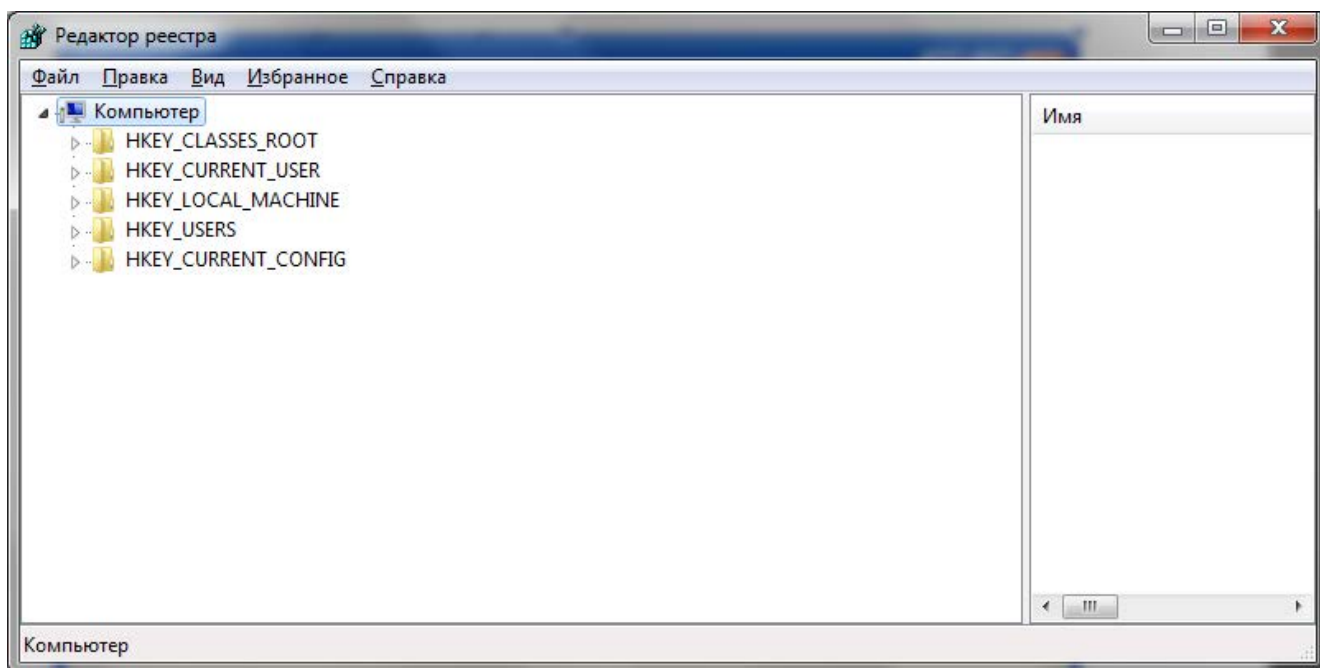 Редактор реестра
Файл Правка Вид Избранное Справка
Компьютер
HKEY_CLASSES_ROOT
HKEY_CURRENT_USER
HKEY_LOCAL_MACHINE
HKEY_USERS
HKEY_CURRENT_CONFIG
Имя
Компьютер